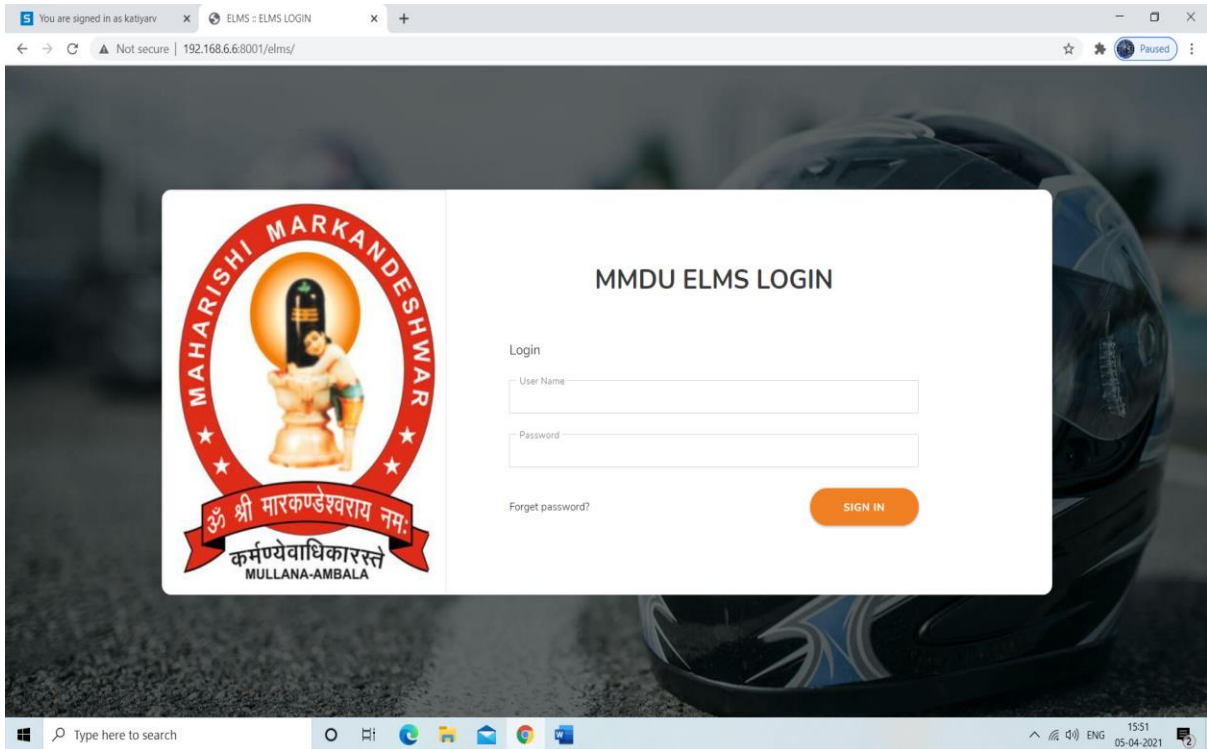 You are signed in as katiyarv
ELMS :: ELMS LOGIN
Not secure | 192.168.6.6:8001/elms/
Paused
MAHARISHI MARKANDESHWAR
ॐ श्री मारकण्डेश्वराय नमः
कर्मण्येवाधिकारस्ते
MULLANA-AMBALA
MMDU ELMS LOGIN
Login
User Name
Password
Forget password?
SIGN IN
Type here to search
ENG
15:51
05-04-2021
2